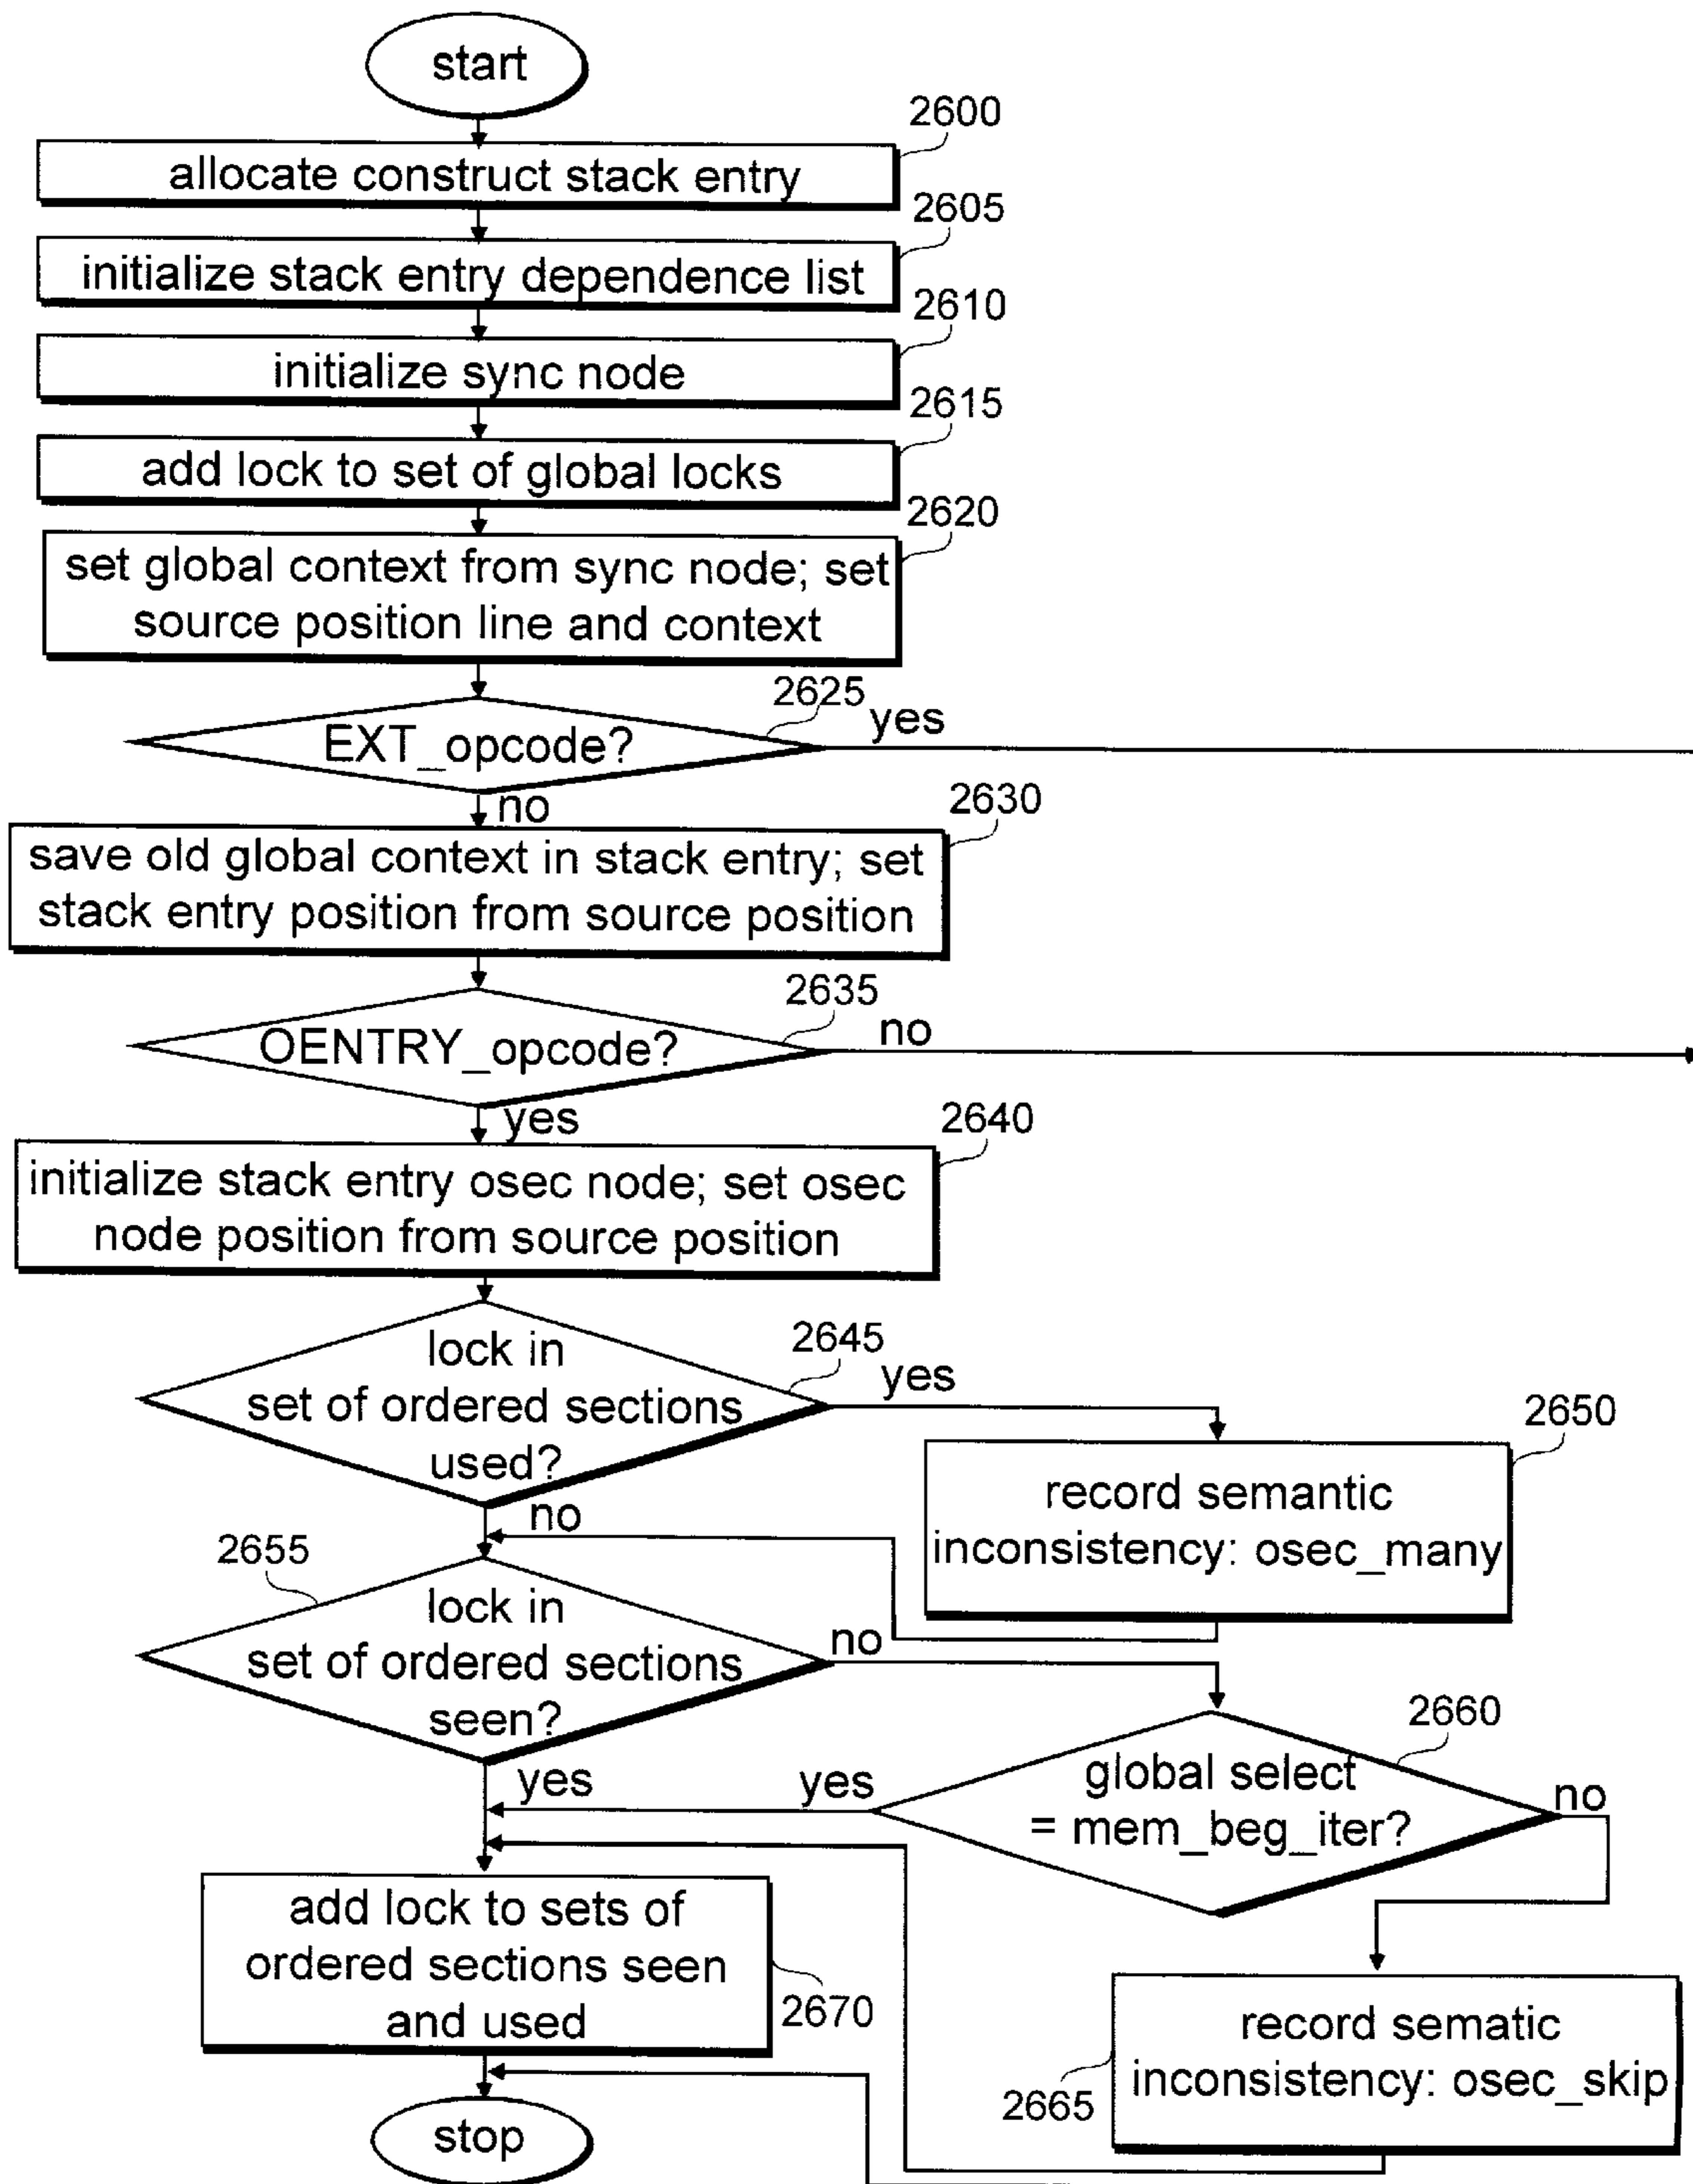 start
2600
allocate construct stack entry
2605
initialize stack entry dependence list
2610
initialize sync node
2615
add lock to set of global locks
2620
set global context from sync node; set
source position line and context
2625
EXT_opcode?
yes
no
2630
save old global context in stack entry; set
stack entry position from source position
2635
OENTRY_opcode?
no
yes
2640
initialize stack entry osec node; set osec
node position from source position
2645
lock in
set of ordered sections
used?
yes
no
2650
record semantic
inconsistency: osec_many
2655
lock in
set of ordered sections
seen?
no
yes
2660
global select
= mem_beg_iter?
yes
no
2665
record sematic
inconsistency: osec_skip
add lock to sets of
ordered sections seen
and used
2670
stop